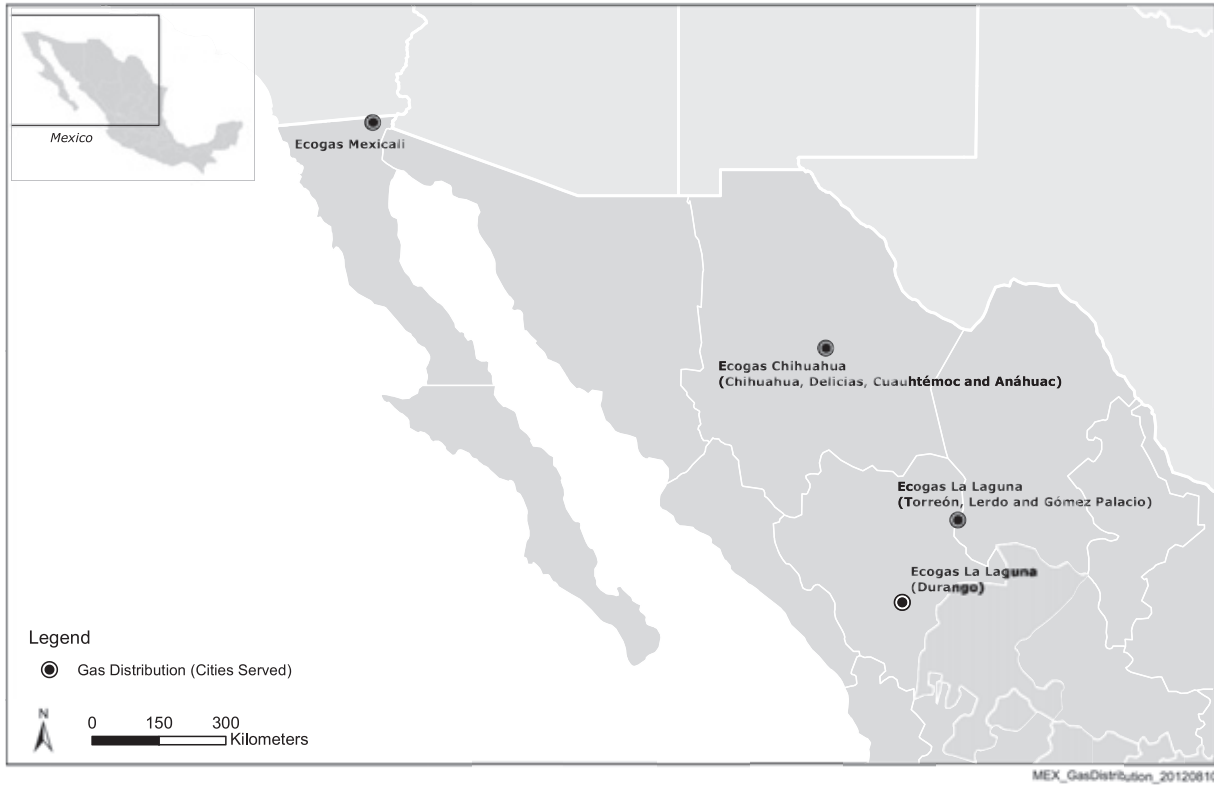 Mexico
Ecogas Mexicali
Ecogas Chihuahua
(Chihuahua, Delicias, Cuauhtémoc and Anáhuac)
Ecogas La Laguna
(Torreón, Lerdo and Gómez Palacio)
Ecogas La Laguna
(Durango)
Legend
Gas Distribution (Cities Served)
N
0 150 300
Kilometers
MEX_GasDistribution_20120810